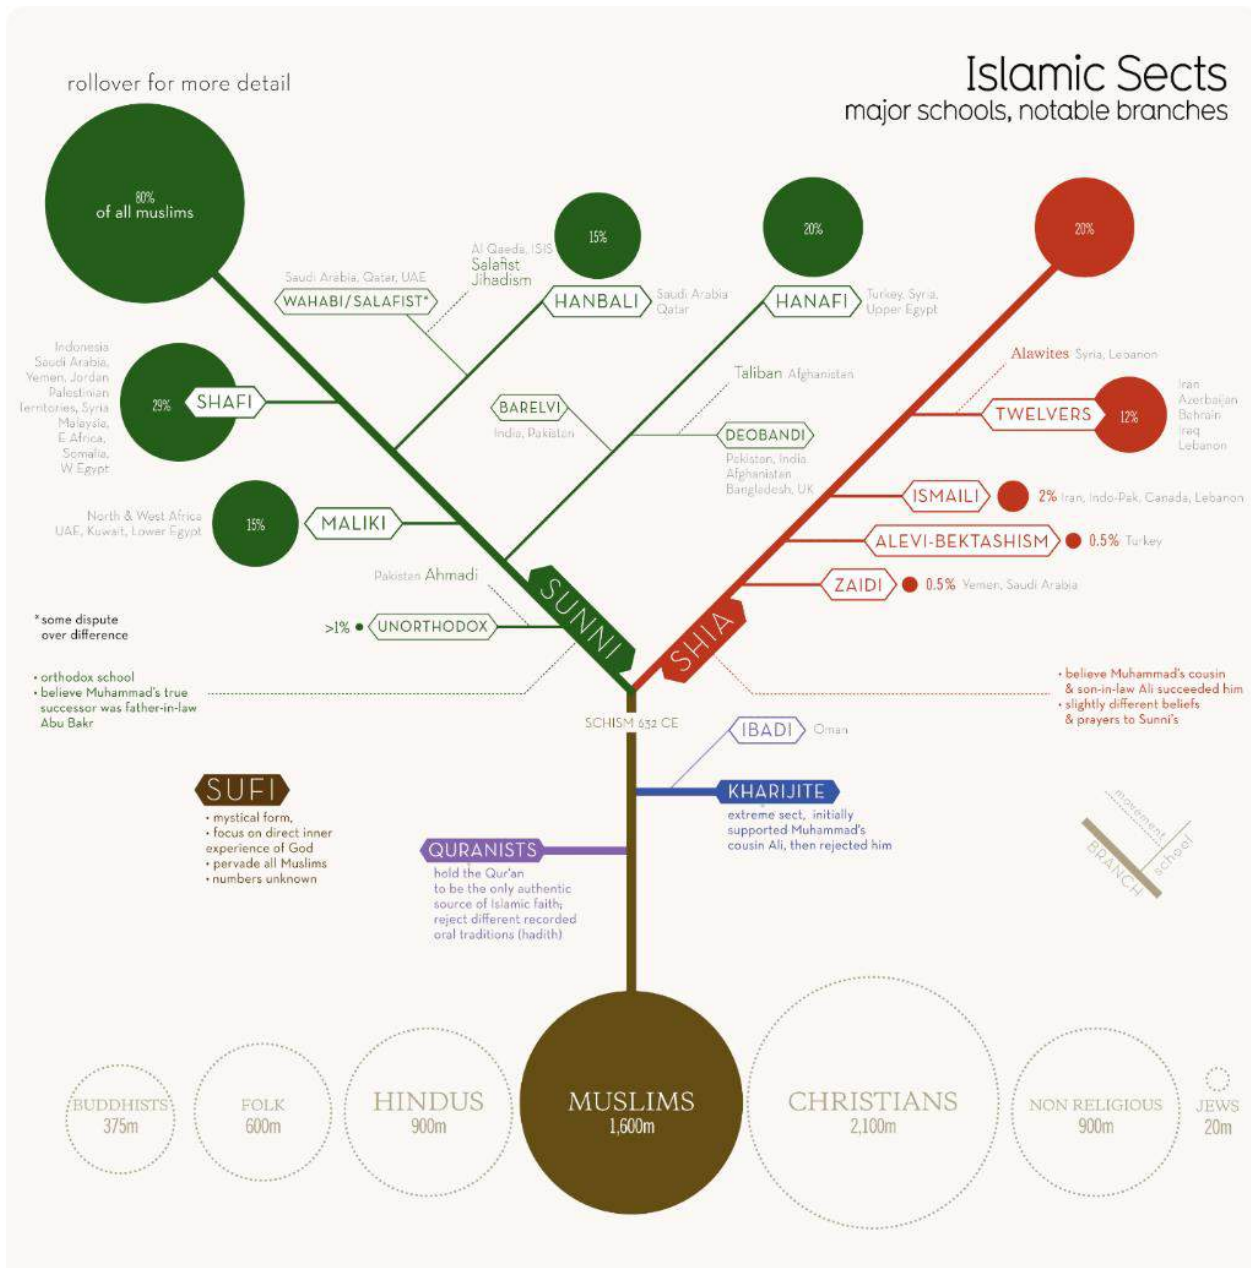 rollover for more detail
Islamic Sects
major schools, notable branches
80%
of all muslims
Al Qaeda, ISIS
Salafist
Jihadism
Saudi Arabia, Qatar, UAE
WAHABI/SALAFIST*
15%
HANBALI
Saudi Arabia
Qatar
20%
HANAFI
Turkey, Syria,
Upper Egypt
20%
Indonesia
Saudi Arabia,
Yemen, Jordan
Palestinian
Territories, Syria
Malaysia,
E Africa,
Somalia,
W Egypt
29%
SHAFI
Taliban Afghanistan
BARELVI
India, Pakistan
DEOBANDI
Pakistan, India
Afghanistan
Bangladesh, UK
Alawites Syria, Lebanon
TWELVERS
12%
Iran
Azerbaijan
Bahrain
Iraq
Lebanon
North & West Africa
UAE, Kuwait, Lower Egypt
15%
MALIKI
ISMAILI
2% Iran, Indo-Pak, Canada, Lebanon
ALEVI-BEKTASHISM
0.5% Turkey
ZAIDI
0.5% Yemen, Saudi Arabia
Pakistan Ahmadi
>1%
UNORTHODOX
SUNNI
SHIA
*some dispute
over difference
• orthodox school
• believe Muhammad's true
successor was father-in-law
Abu Bakr
• believe Muhammad's cousin
& son-in-law Ali succeeded him
• slightly different beliefs
& prayers to Sunni's
SCHISM 632 CE
IBADI
Oman
SUFI
• mystical form,
• focus on direct inner
experience of God
• pervade all Muslims
• numbers unknown
KHARIJITE
extreme sect, initially
supported Muhammad's
cousin Ali, then rejected him
QURANISTS
hold the Qur'an
to be the only authentic
source of Islamic faith;
reject different recorded
oral traditions (hadith)
movement
school
BRANCH
BUDDHISTS
375m
FOLK
600m
HINDUS
900m
MUSLIMS
1,600m
CHRISTIANS
2,100m
NON RELIGIOUS
900m
JEWS
20m